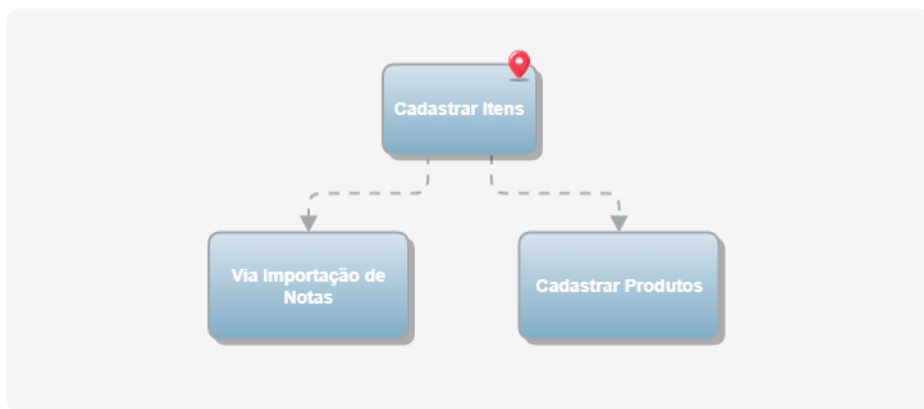 Cadastrar Itens
Via Importação de
Notas
Cadastrar Produtos